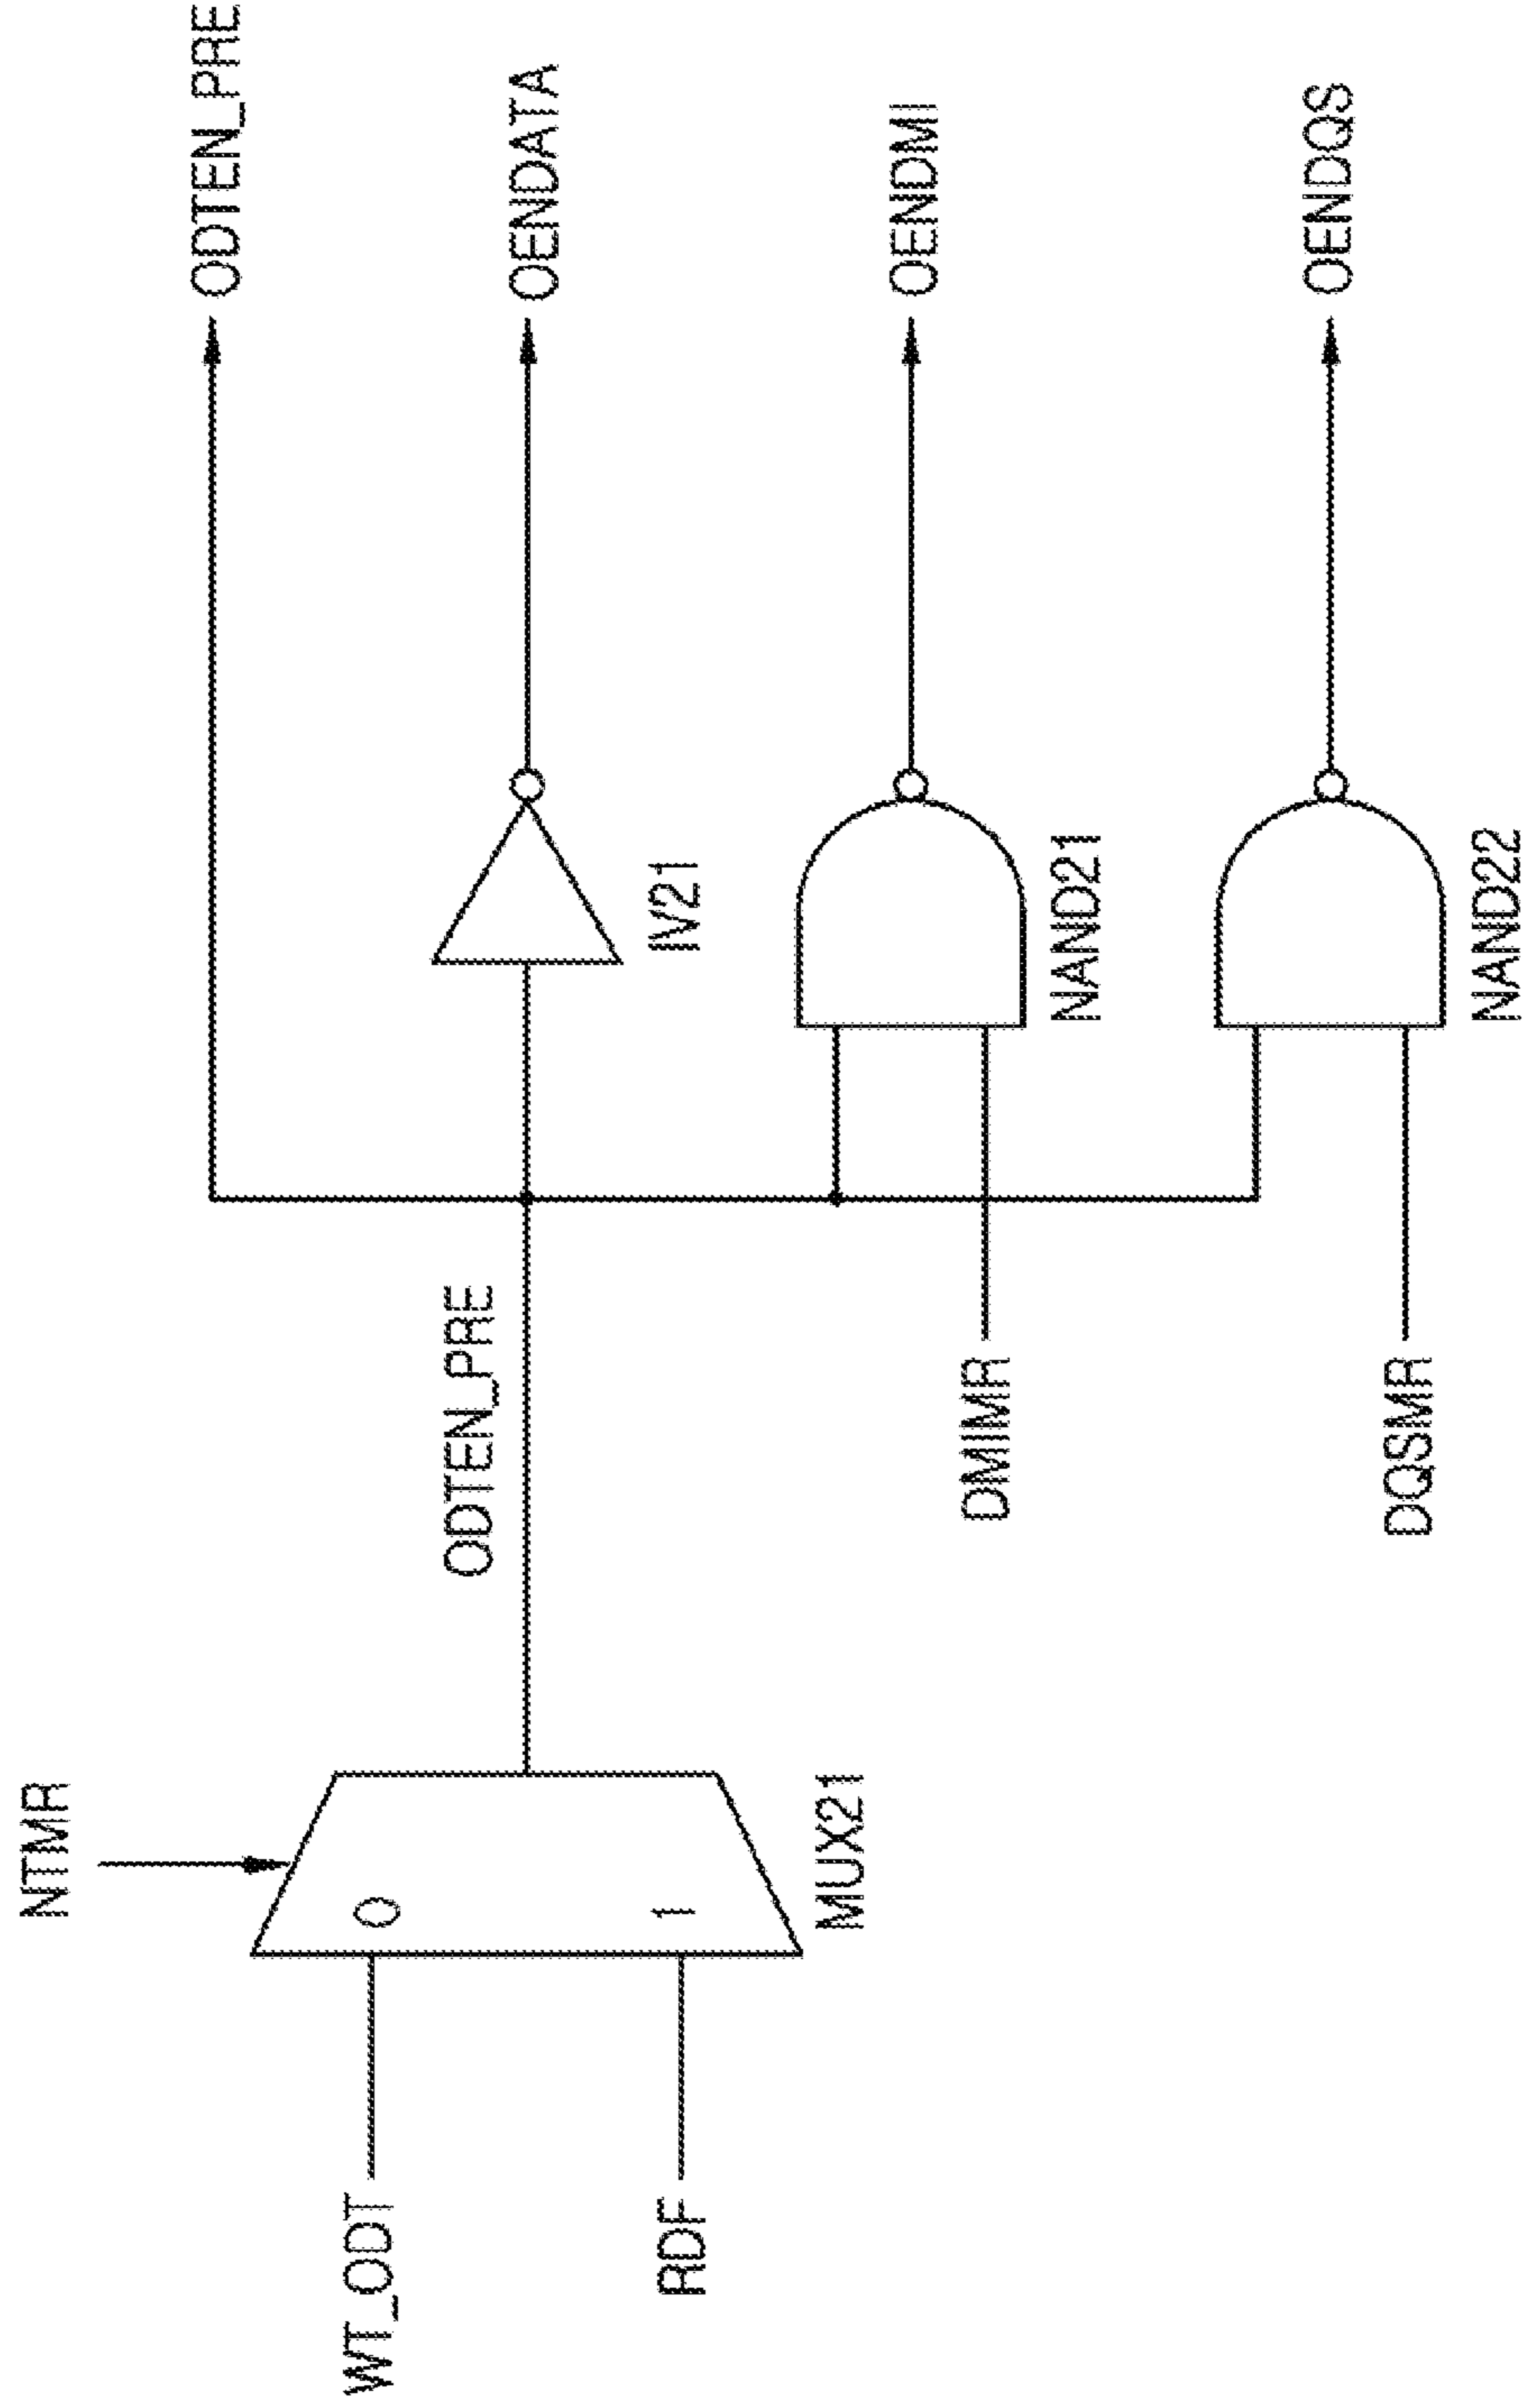 NTMR
WT_ODT
0
RDF
1
MUX21
ODTEN_PRE
ODTEN_PRE
IV21
OENDATA
DMIMR
NAND21
OENDMI
DQSMR
NAND22
OENDQS